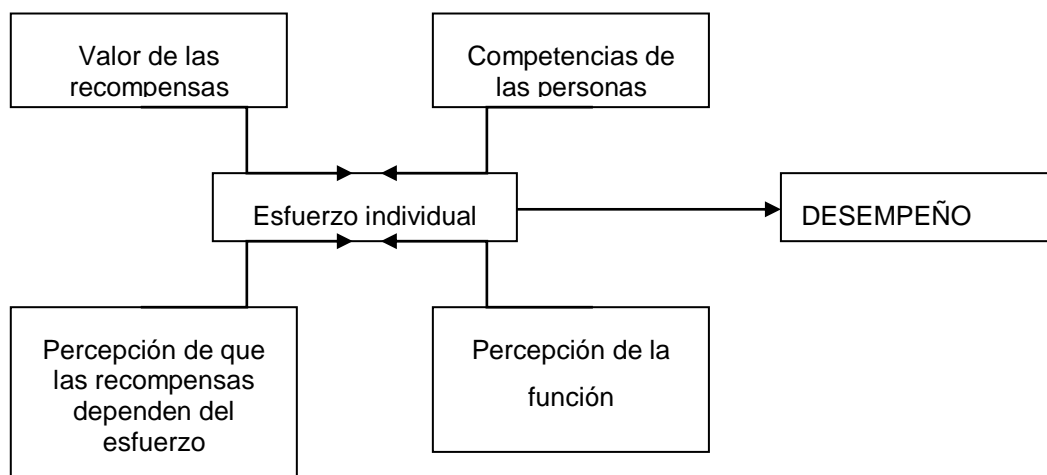 Valor de las
recompensas
Competencias de
las personas
Esfuerzo individual
DESEMPEÑO
Percepción de que
las recompensas
dependen del
esfuerzo
Percepción de la
función